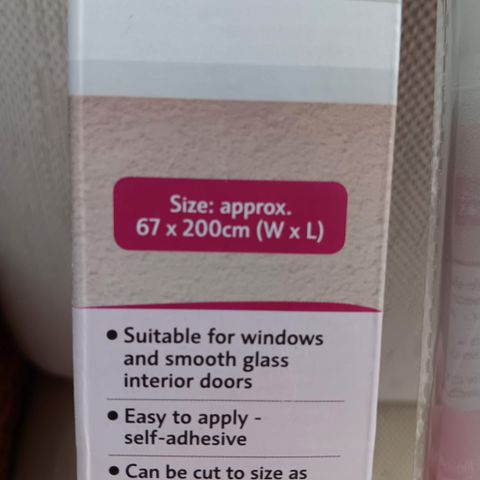 Size: approx.
67 x 200cm (W x L)
• Suitable for windows
and smooth glass
interior doors
• Easy to apply -
self-adhesive
• Can be cut to size as